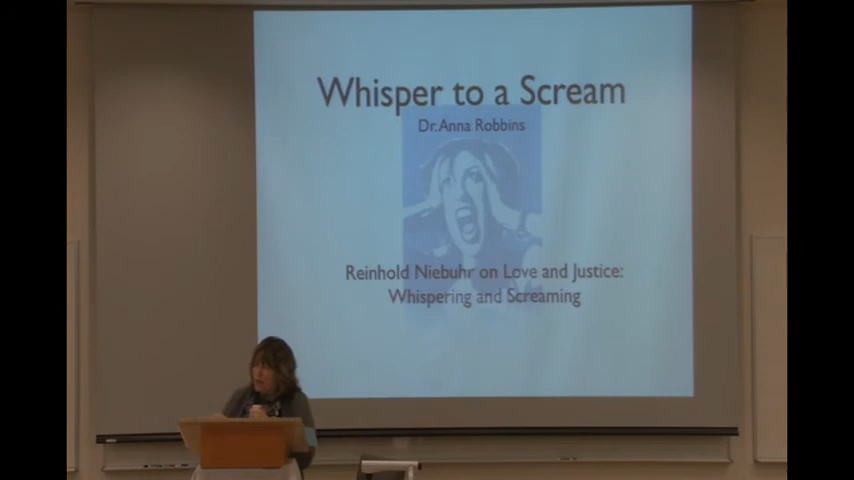 Whisper to a Scream
Dr. Anna Robbins
Reinhold Niebuhr on Love and Justice:
Whispering and Screaming